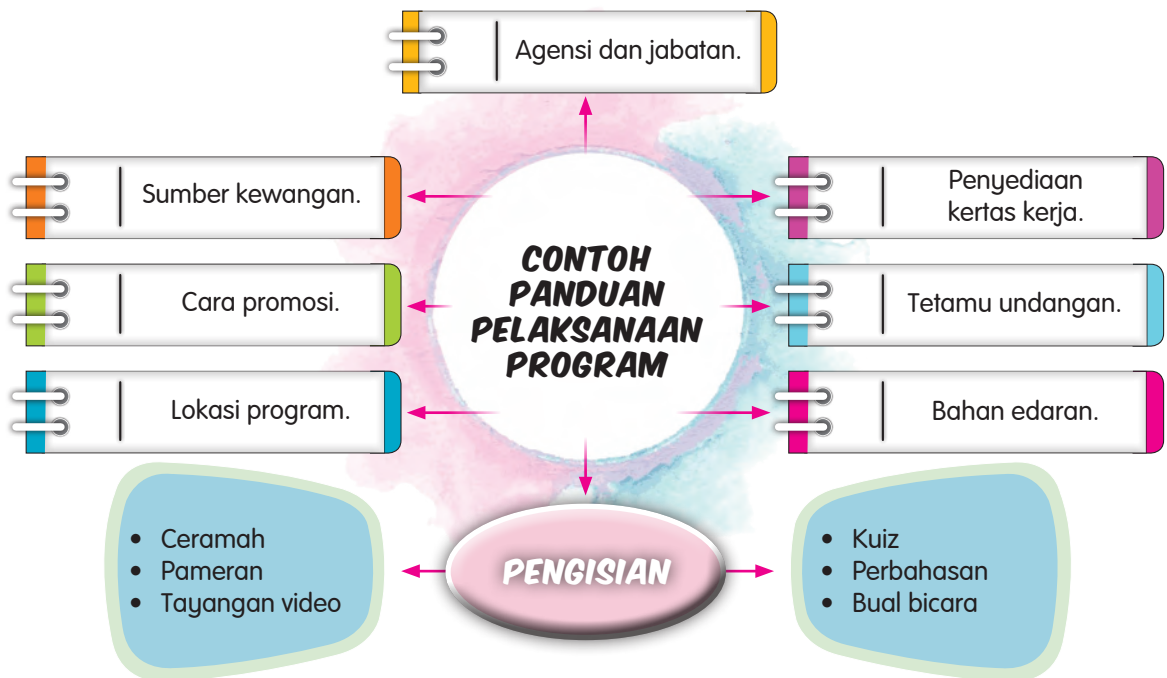 Agensi dan jabatan.
Sumber kewangan.
Penyediaan
kertas kerja.
CONTOH
PANDUAN
PELAKSANAAN
PROGRAM
Cara promosi.
Tetamu undangan.
Lokasi program.
Bahan edaran.
PENGISIAN
• Ceramah
• Pameran
• Tayangan video
• Kuiz
• Perbahasan
• Bual bicara